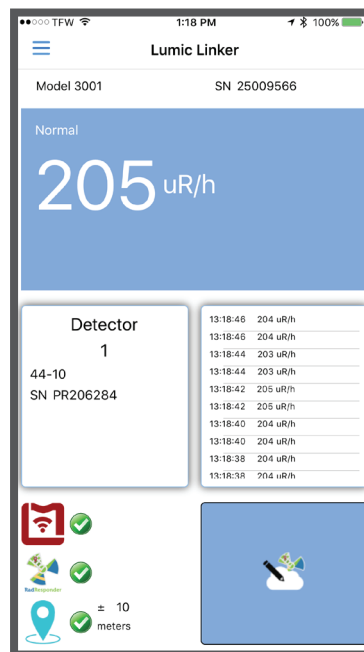 TFW 1:18 PM 100%
Lumic Linker
Model 3001 SN 25009566
Normal
205 uR/h
Detector
1
44-10
SN PR206284
13:18:46 204 uR/h
13:18:46 204 uR/h
13:18:44 203 uR/h
13:18:44 203 uR/h
13:18:42 205 uR/h
13:18:42 205 uR/h
13:18:40 204 uR/h
13:18:40 204 uR/h
13:18:38 204 uR/h
13:18:38 204 uR/h
RadResponder
± 10
meters